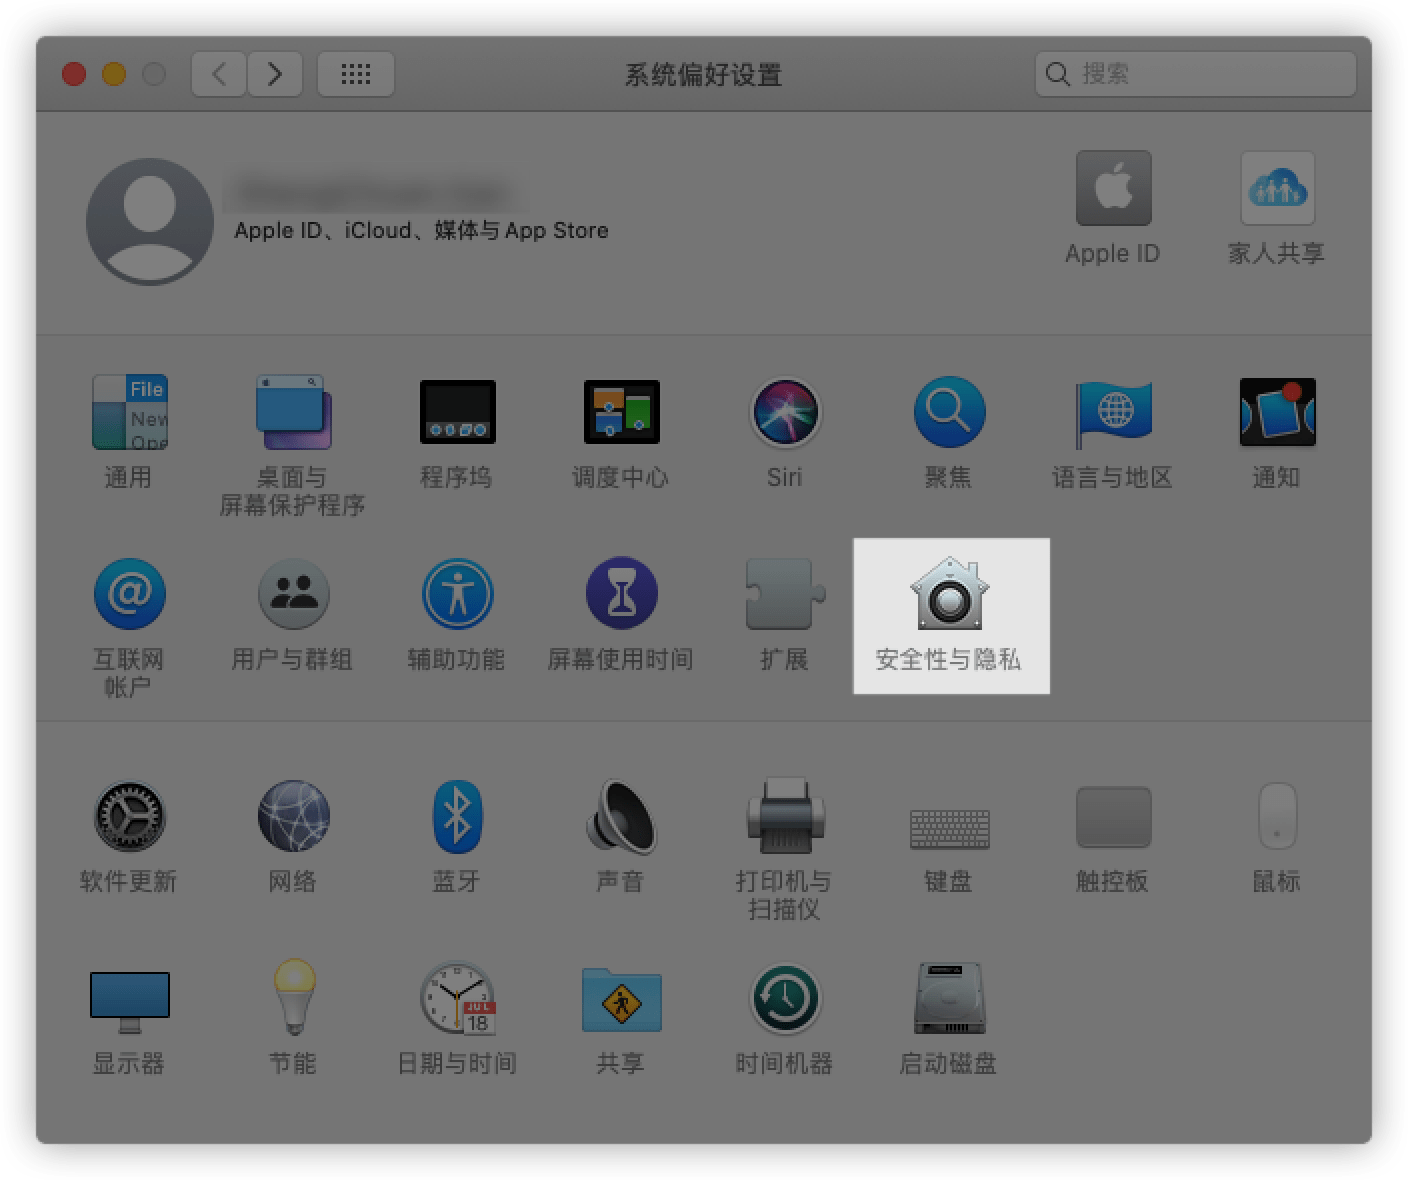 系统偏好设置
搜索
Apple ID、iCloud、媒体与 App Store
Apple ID
家人共享
File
New
Ope
通用
桌面与
屏幕保护程序
程序坞
调度中心
Siri
聚焦
语言与地区
通知
互联网
帐户
用户与群组
辅助功能
屏幕使用时间
扩展
安全性与隐私
软件更新
网络
蓝牙
声音
打印机与
扫描仪
键盘
触控板
鼠标
显示器
节能
JUL
18
日期与时间
共享
时间机器
启动磁盘